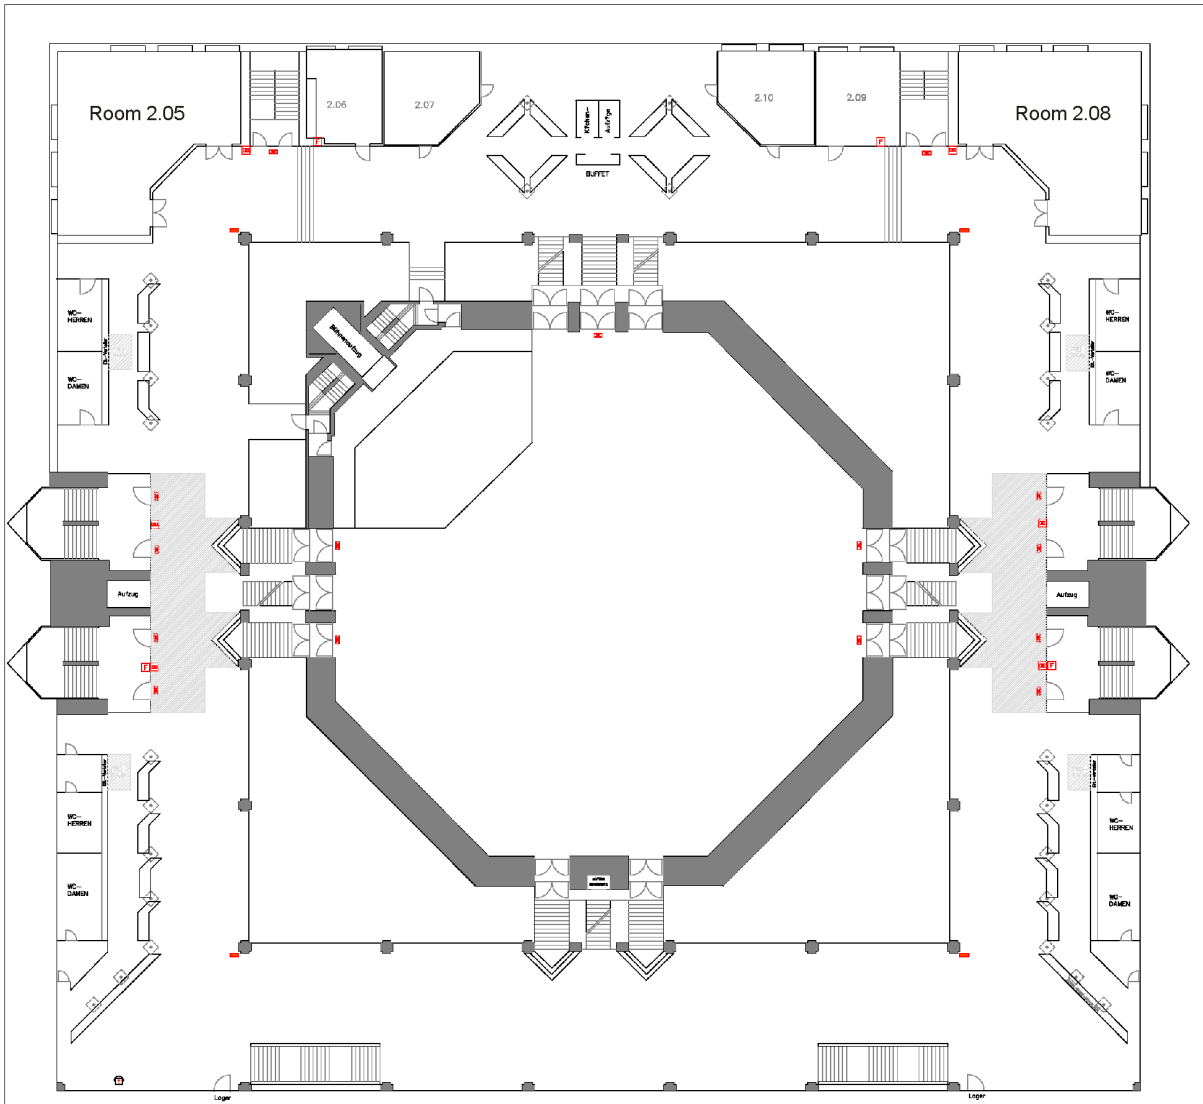 Room 2.05
2.06
2.07
Küchen-
Aufzüge
BUFFET
2.10
2.09
Room 2.08
F
F
WC-
HERREN
WC-
DAMEN
Bühnenaufzug
WC-
HERREN
WC-
DAMEN
Aufzug
Aufzug
F
F
WC-
HERREN
WC-
DAMEN
WC-
HERREN
WC-
DAMEN
Lager
Lager